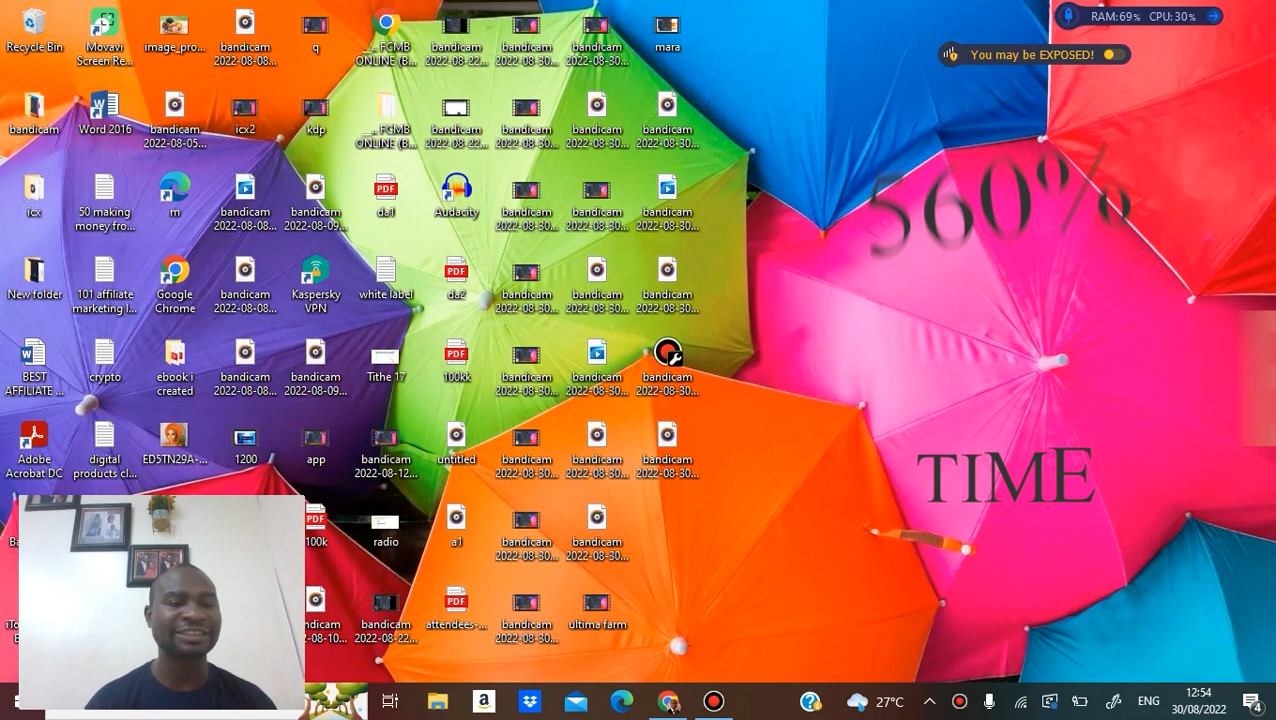 Recycle Bin
Movavi
Screen Re...
image_pro...
bandicam
2022-08-08...
q
_.. FCMB
ONLINE (B...
bandicam
2022-08-22...
bandicam
2022-08-30...
bandicam
2022-08-30...
mara
RAM:69% CPU:30%
You may be EXPOSED!
bandicam
Word 2016
bandicam
2022-08-05...
icx2
kdp
_.. FCMB
ONLINE (B...
bandicam
2022-08-22...
bandicam
2022-08-30...
bandicam
2022-08-30...
bandicam
2022-08-30...
icx
50 making
money fro...
m
bandicam
2022-08-08...
bandicam
2022-08-09...
da1
Audacity
bandicam
2022-08-30...
bandicam
2022-08-30...
bandicam
2022-08-30...
560%
New folder
101 affiliate
marketing l...
Google
Chrome
bandicam
2022-08-08...
Kaspersky
VPN
white label
da2
bandicam
2022-08-30...
bandicam
2022-08-30...
bandicam
2022-08-30...
BEST
AFFILIATE ...
crypto
ebook i
created
bandicam
2022-08-08...
bandicam
2022-08-09...
Tithe 17
100kk
bandicam
2022-08-30...
bandicam
2022-08-30...
bandicam
2022-08-30...
Adobe
Acrobat DC
digital
products cl...
ED5TN29A-...
1200
app
bandicam
2022-08-12...
untitled
bandicam
2022-08-30...
bandicam
2022-08-30...
bandicam
2022-08-30...
TIME
100k
radio
a1
bandicam
2022-08-30...
bandicam
2022-08-30...
bandicam
2022-08-22...
attendees-...
bandicam
2022-08-30...
ultima farm
27°C
ENG
12:54
30/08/2022
4